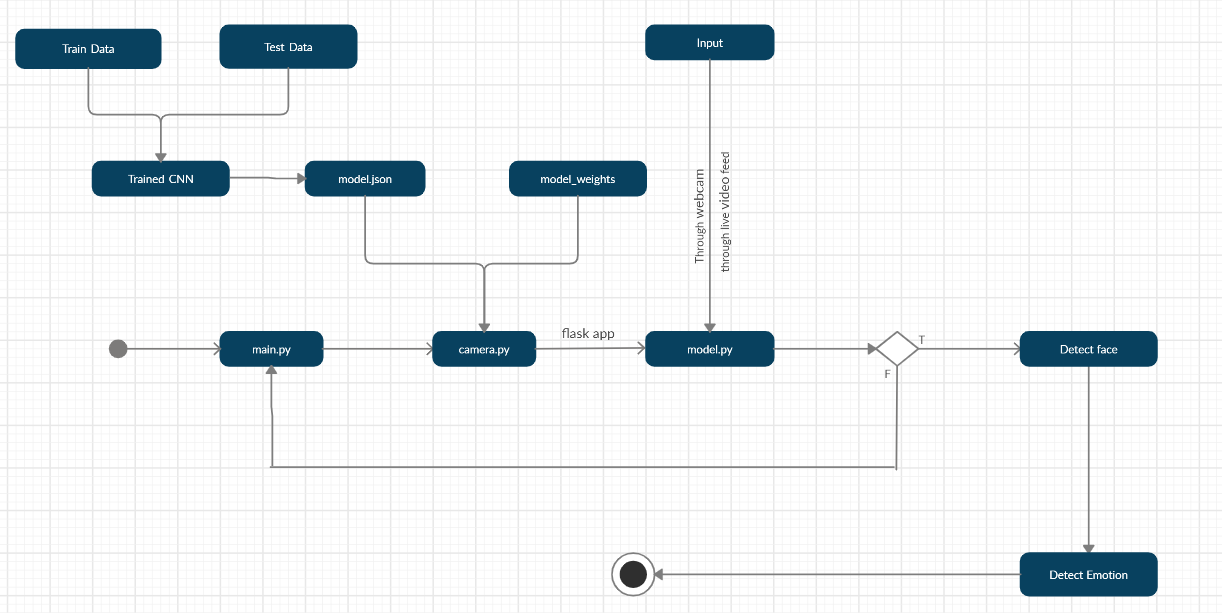 Train Data
Test Data
Input
Trained CNN
model.json
model_weights
Through webcam
through live video feed
main.py
camera.py
flask app
model.py
T
F
Detect face
Detect Emotion